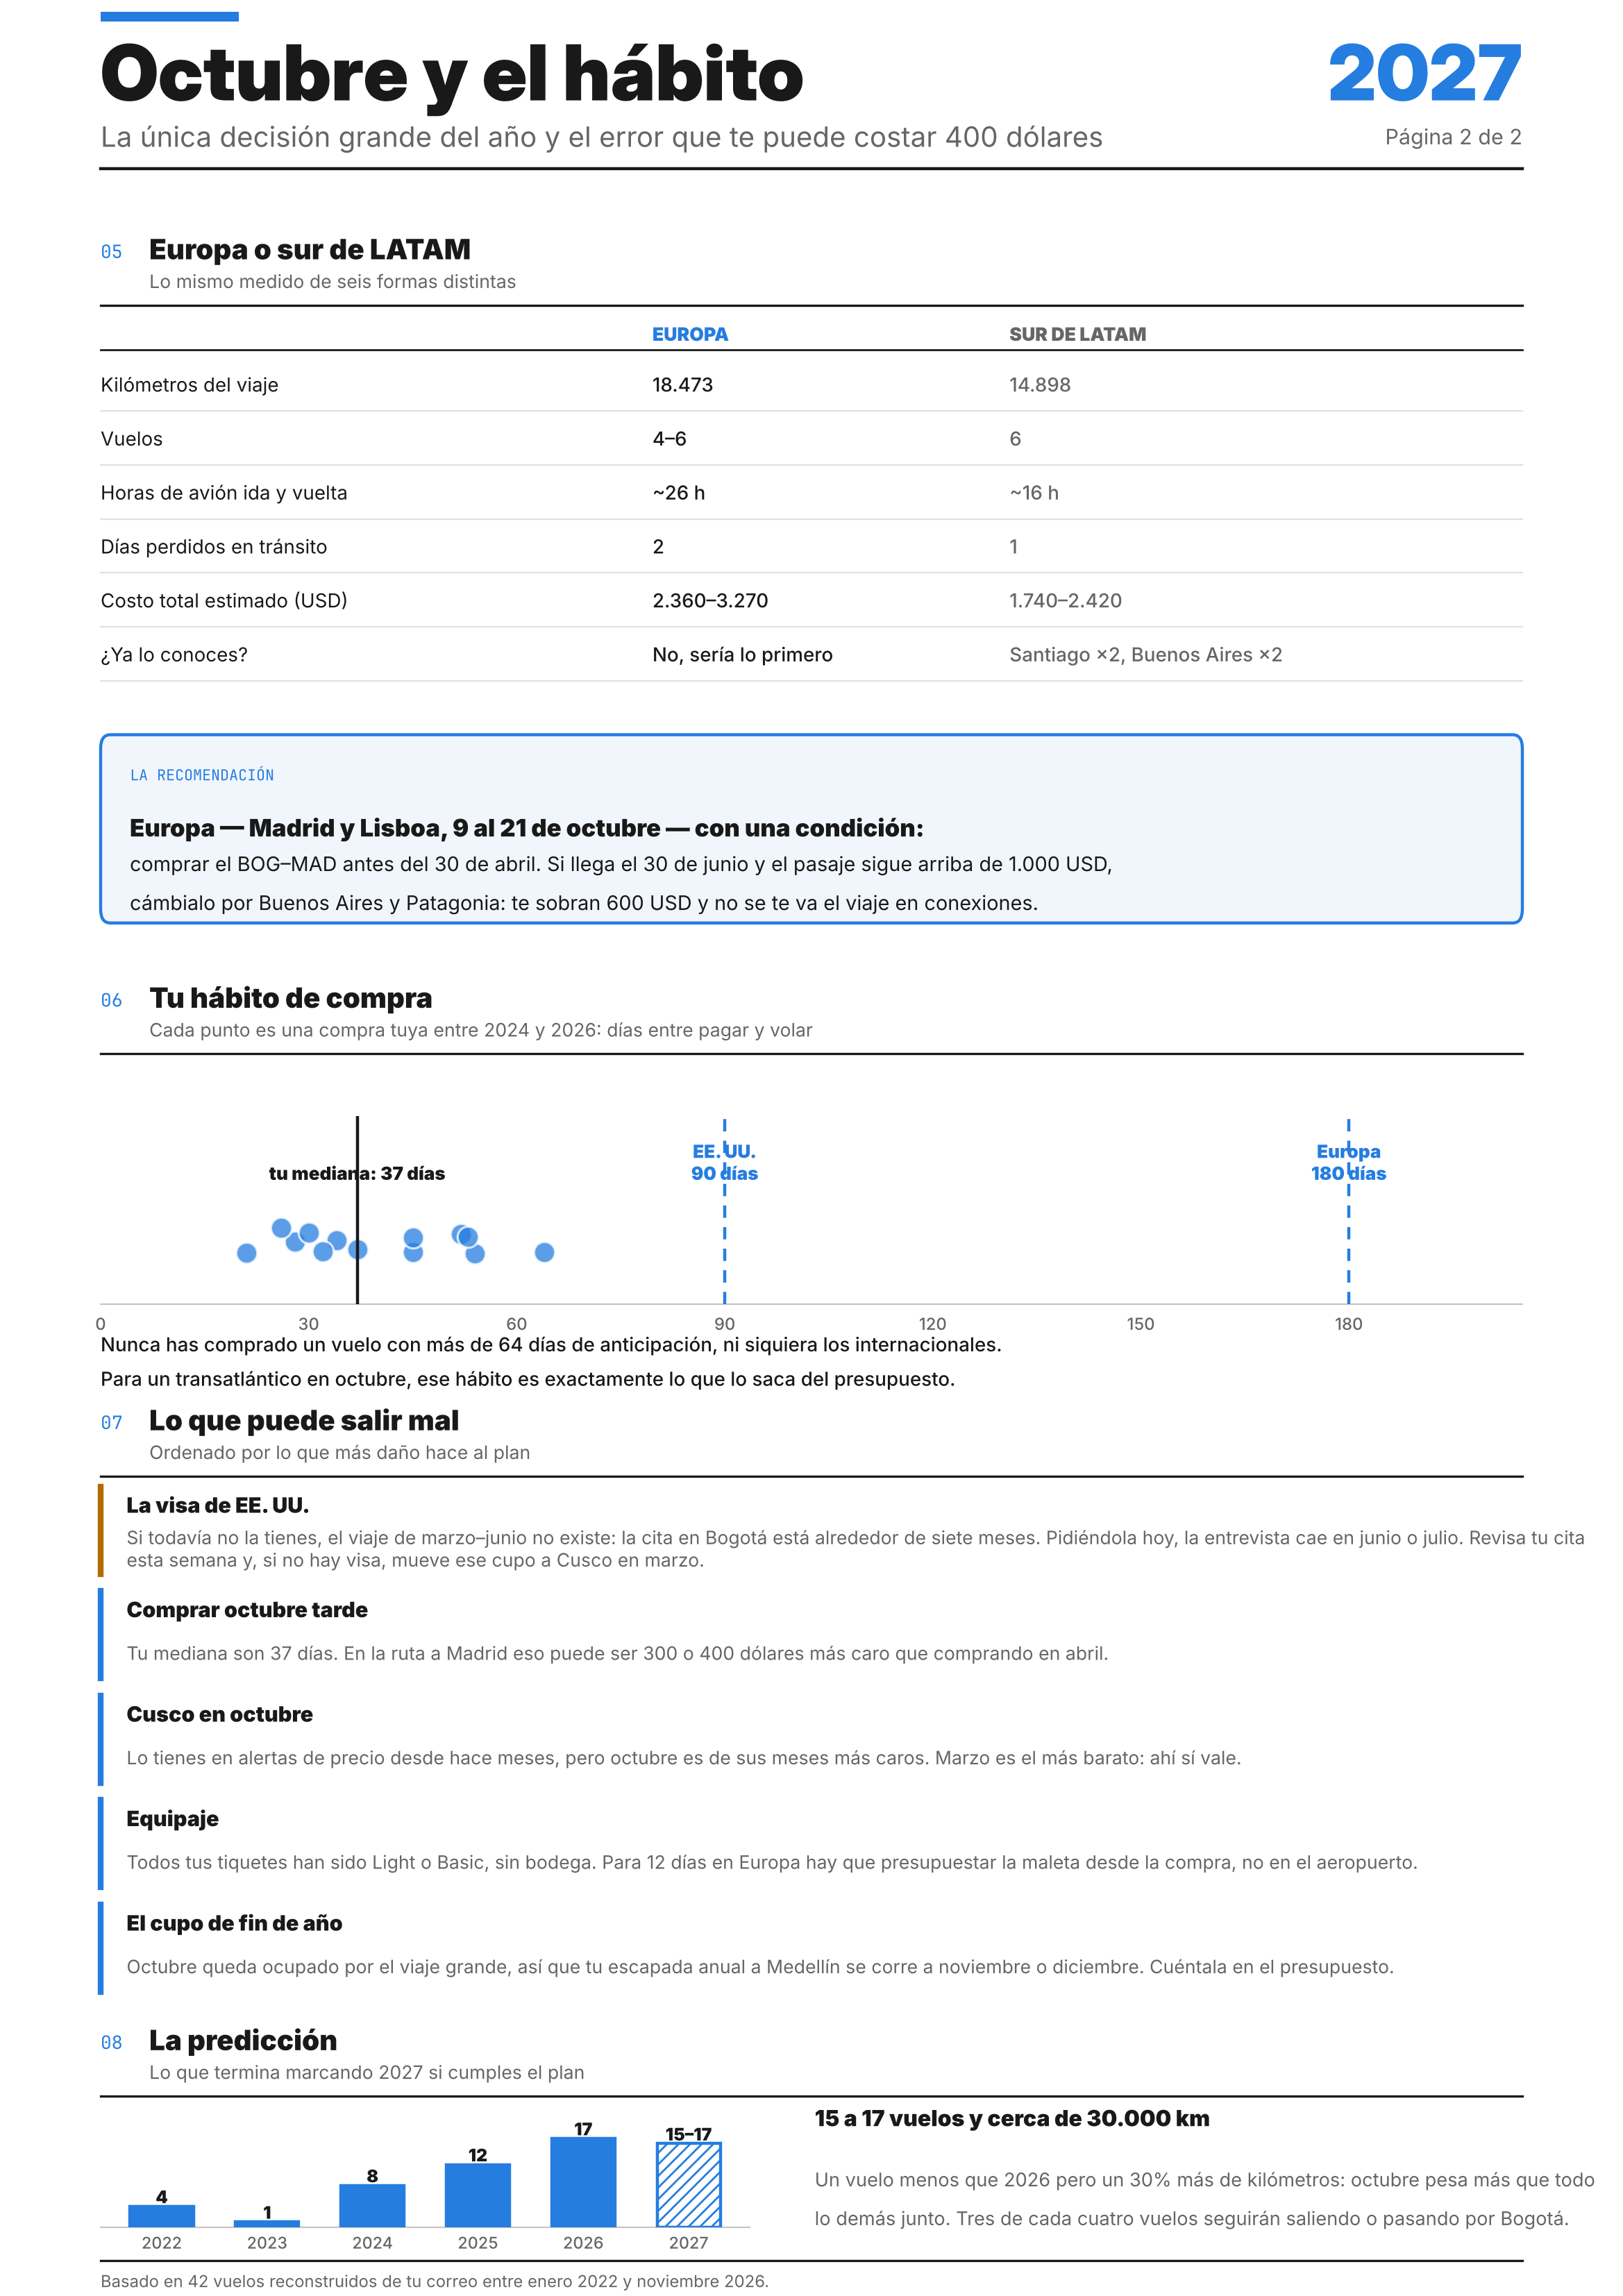 Octubre y el hábito
2027
La única decisión grande del año y el error que te puede costar 400 dólares
Página 2 de 2
05 Europa o sur de LATAM
Lo mismo medido de seis formas distintas
EUROPA SUR DE LATAM
Kilómetros del viaje 18.473 14.898
Vuelos 4–6 6
Horas de avión ida y vuelta ~26 h ~16 h
Días perdidos en tránsito 2 1
Costo total estimado (USD) 2.360–3.270 1.740–2.420
¿Ya lo conoces? No, sería lo primero Santiago ×2, Buenos Aires ×2
LA RECOMENDACIÓN
Europa — Madrid y Lisboa, 9 al 21 de octubre — con una condición:
comprar el BOG–MAD antes del 30 de abril. Si llega el 30 de junio y el pasaje sigue arriba de 1.000 USD,
cámbialo por Buenos Aires y Patagonia: te sobran 600 USD y no se te va el viaje en conexiones.
06 Tu hábito de compra
Cada punto es una compra tuya entre 2024 y 2026: días entre pagar y volar
tu mediana: 37 días
EE. UU.
90 días
Europa
180 días
0 30 60 90 120 150 180
Nunca has comprado un vuelo con más de 64 días de anticipación, ni siquiera los internacionales.
Para un transatlántico en octubre, ese hábito es exactamente lo que lo saca del presupuesto.
07 Lo que puede salir mal
Ordenado por lo que más daño hace al plan
La visa de EE. UU.
Si todavía no la tienes, el viaje de marzo–junio no existe: la cita en Bogotá está alrededor de siete meses. Pidiéndola hoy, la entrevista cae en junio o julio. Revisa tu cita
esta semana y, si no hay visa, mueve ese cupo a Cusco en marzo.
Comprar octubre tarde
Tu mediana son 37 días. En la ruta a Madrid eso puede ser 300 o 400 dólares más caro que comprando en abril.
Cusco en octubre
Lo tienes en alertas de precio desde hace meses, pero octubre es de sus meses más caros. Marzo es el más barato: ahí sí vale.
Equipaje
Todos tus tiquetes han sido Light o Basic, sin bodega. Para 12 días en Europa hay que presupuestar la maleta desde la compra, no en el aeropuerto.
El cupo de fin de año
Octubre queda ocupado por el viaje grande, así que tu escapada anual a Medellín se corre a noviembre o diciembre. Cuéntala en el presupuesto.
08 La predicción
Lo que termina marcando 2027 si cumples el plan
4 1 8 12 17 15–17
2022 2023 2024 2025 2026 2027
15 a 17 vuelos y cerca de 30.000 km
Un vuelo menos que 2026 pero un 30% más de kilómetros: octubre pesa más que todo
lo demás junto. Tres de cada cuatro vuelos seguirán saliendo o pasando por Bogotá.
Basado en 42 vuelos reconstruidos de tu correo entre enero 2022 y noviembre 2026.